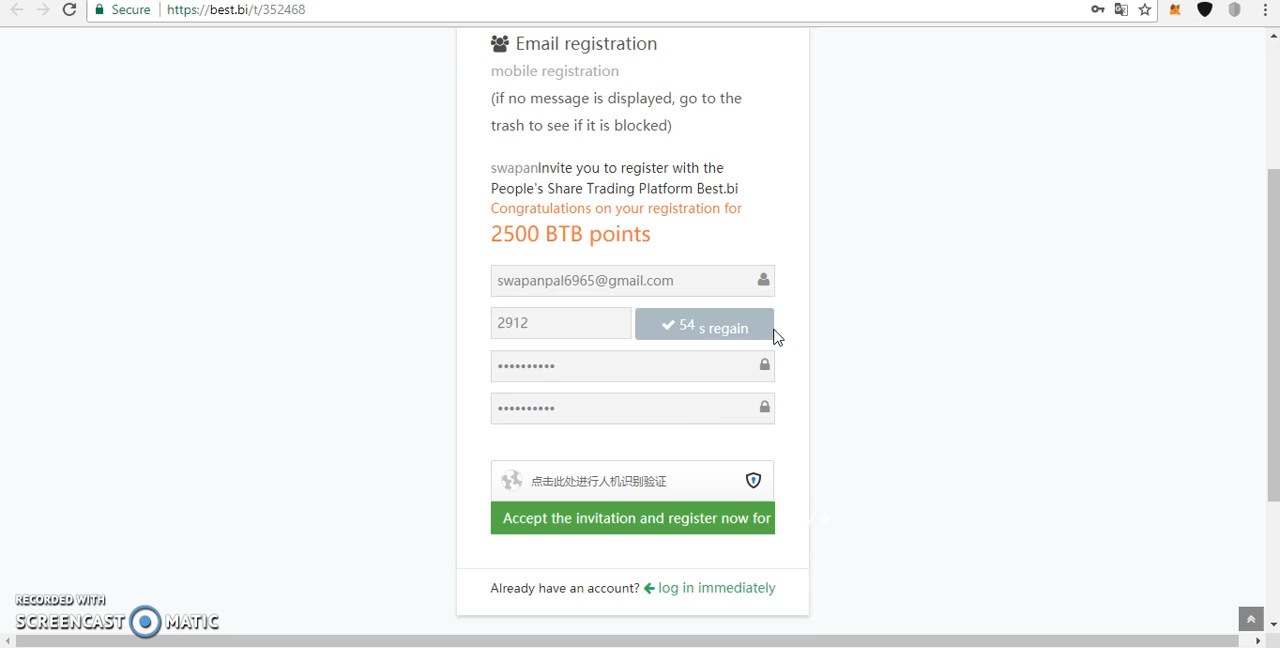 Secure https://best.bi/t/352468
Email registration
mobile registration
(if no message is displayed, go to the
trash to see if it is blocked)
swapanInvite you to register with the
People's Share Trading Platform Best.bi
Congratulations on your registration for
2500 BTB points
swapanpal6965@gmail.com
2912
54 s regain
••••••••••
••••••••••
点击此处进行人机识别验证
Accept the invitation and register now for
Already have an account? log in immediately
RECORDED WITH
SCREENCAST MATIC